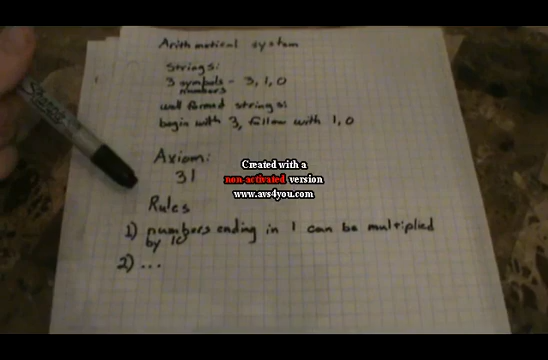 Arithmetical system
Strings:
3 symbols - 3, 1, 0
numbers
well formed strings:
begin with 3, follow with 1, 0
Axiom:
31
Created with a
non-activated version
www.avs4you.com
Rules
1) numbers ending in 1 can be multiplied
by 10
2) ...
Sharpie